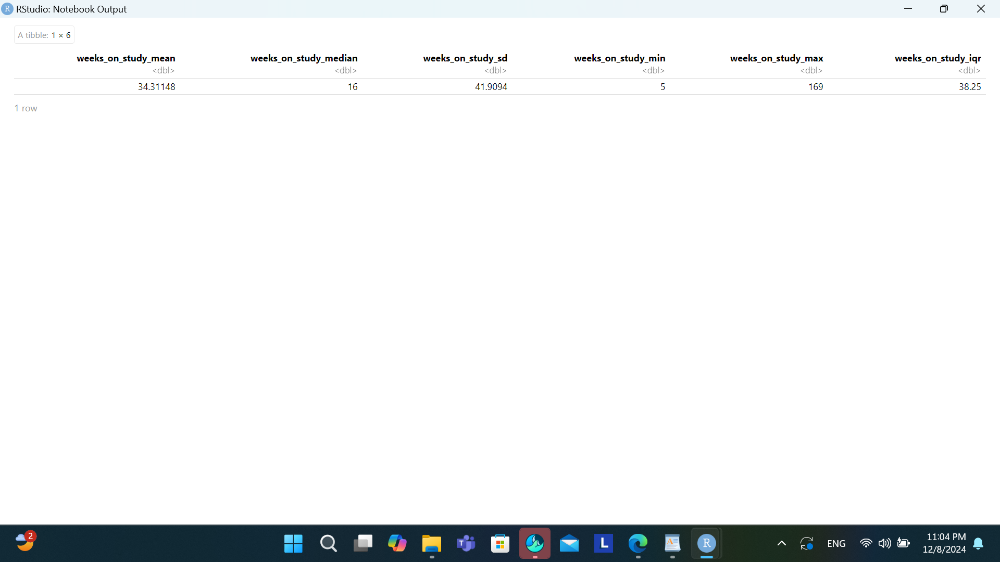 RStudio: Notebook Output
A tibble: 1 × 6
weeks_on_study_mean weeks_on_study_median weeks_on_study_sd weeks_on_study_min weeks_on_study_max weeks_on_study_iqr
<dbl> <dbl> <dbl> <dbl> <dbl> <dbl>
34.31148 16 41.9094 5 169 38.25
1 row
2
L
R
ENG
11:04 PM
12/8/2024